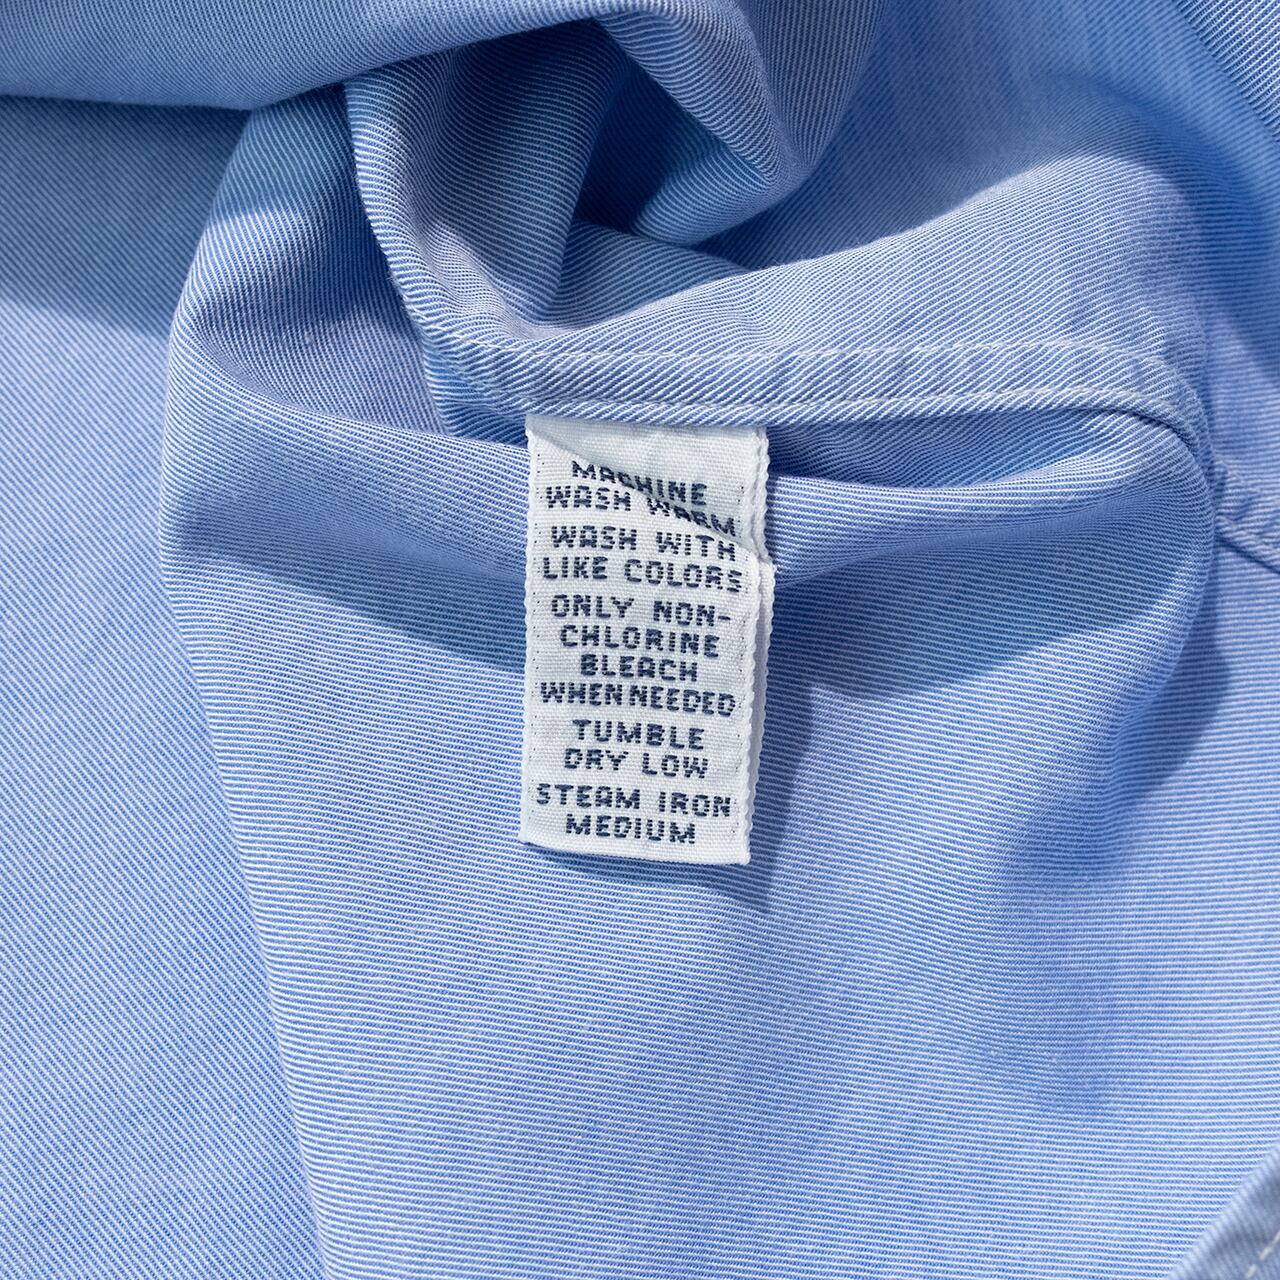 MACHINE
WASH WARM
WASH WITH
LIKE COLORS
ONLY NON-
CHLORINE
BLEACH
WHEN NEEDED
TUMBLE
DRY LOW
STEAM IRON
MEDIUM